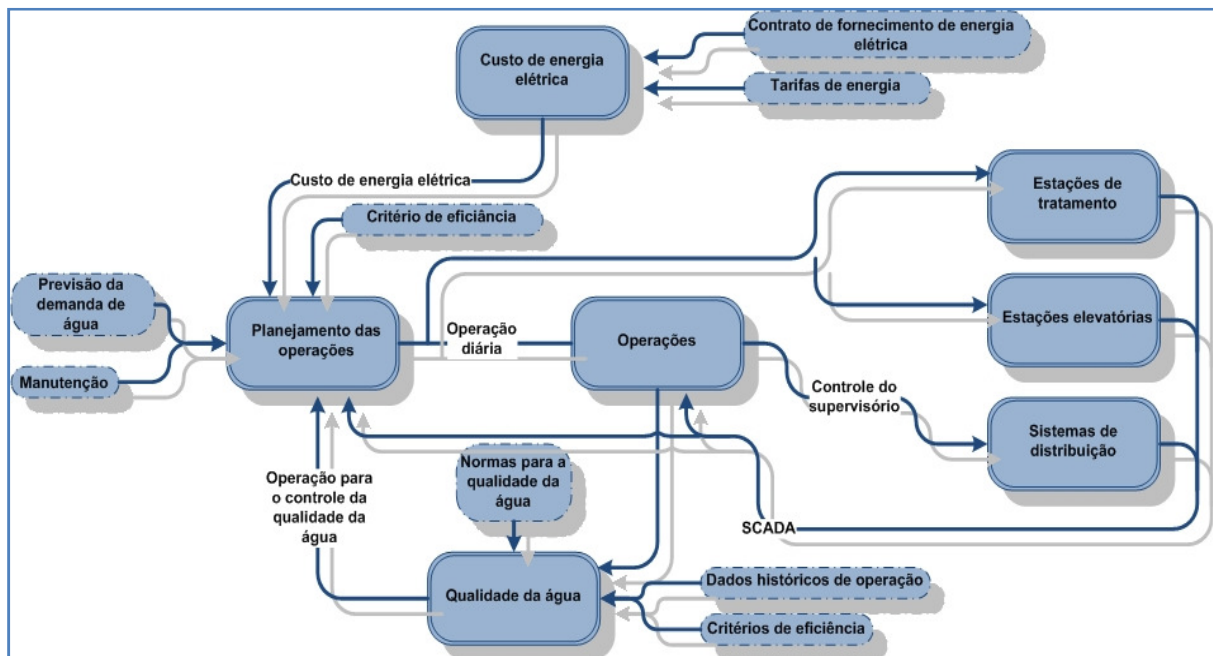 Contrato de fornecimento de energia
elétrica
Custo de energia
elétrica
Tarifas de energia
Custo de energia elétrica
Critério de eficiância
Estações de
tratamento
Previsão da
demanda de
água
Planejamento das
operações
Operação
diária
Operações
Estações elevatórias
Manutenção
Controle do
supervisório
Sistemas de
distribuição
Operação para
o controle da
qualidade da
água
Normas para a
qualidade da
água
SCADA
Qualidade da água
Dados históricos de operação
Critérios de eficiência